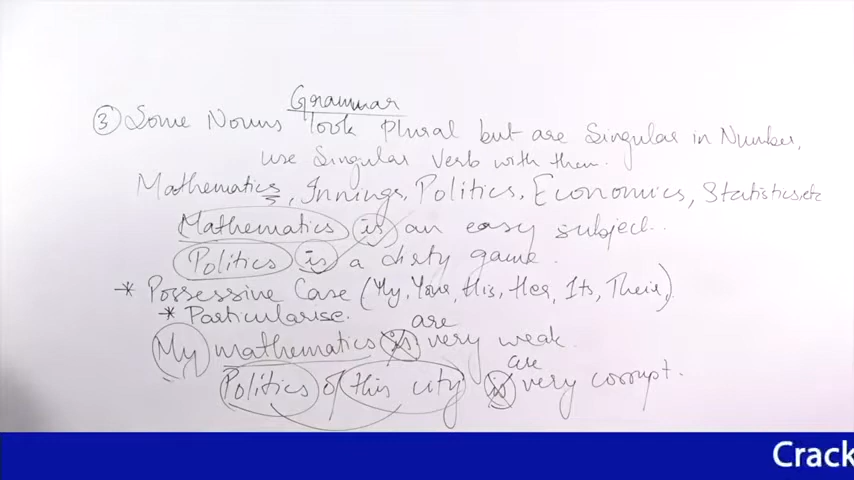 Grammar
③ Some Nouns look Plural but are Singular in Number,
use Singular Verb with them.
Mathematics, Innings, Politics, Economics, Statistics, etc
Mathematics is an easy subject.
Politics is a dirty game.
* Possessive Case (My, Your, His, Her, Its, Their,)
* Particularise.
are
My mathematics is very weak.
are
Politics of this city is very corrupt.
Crack